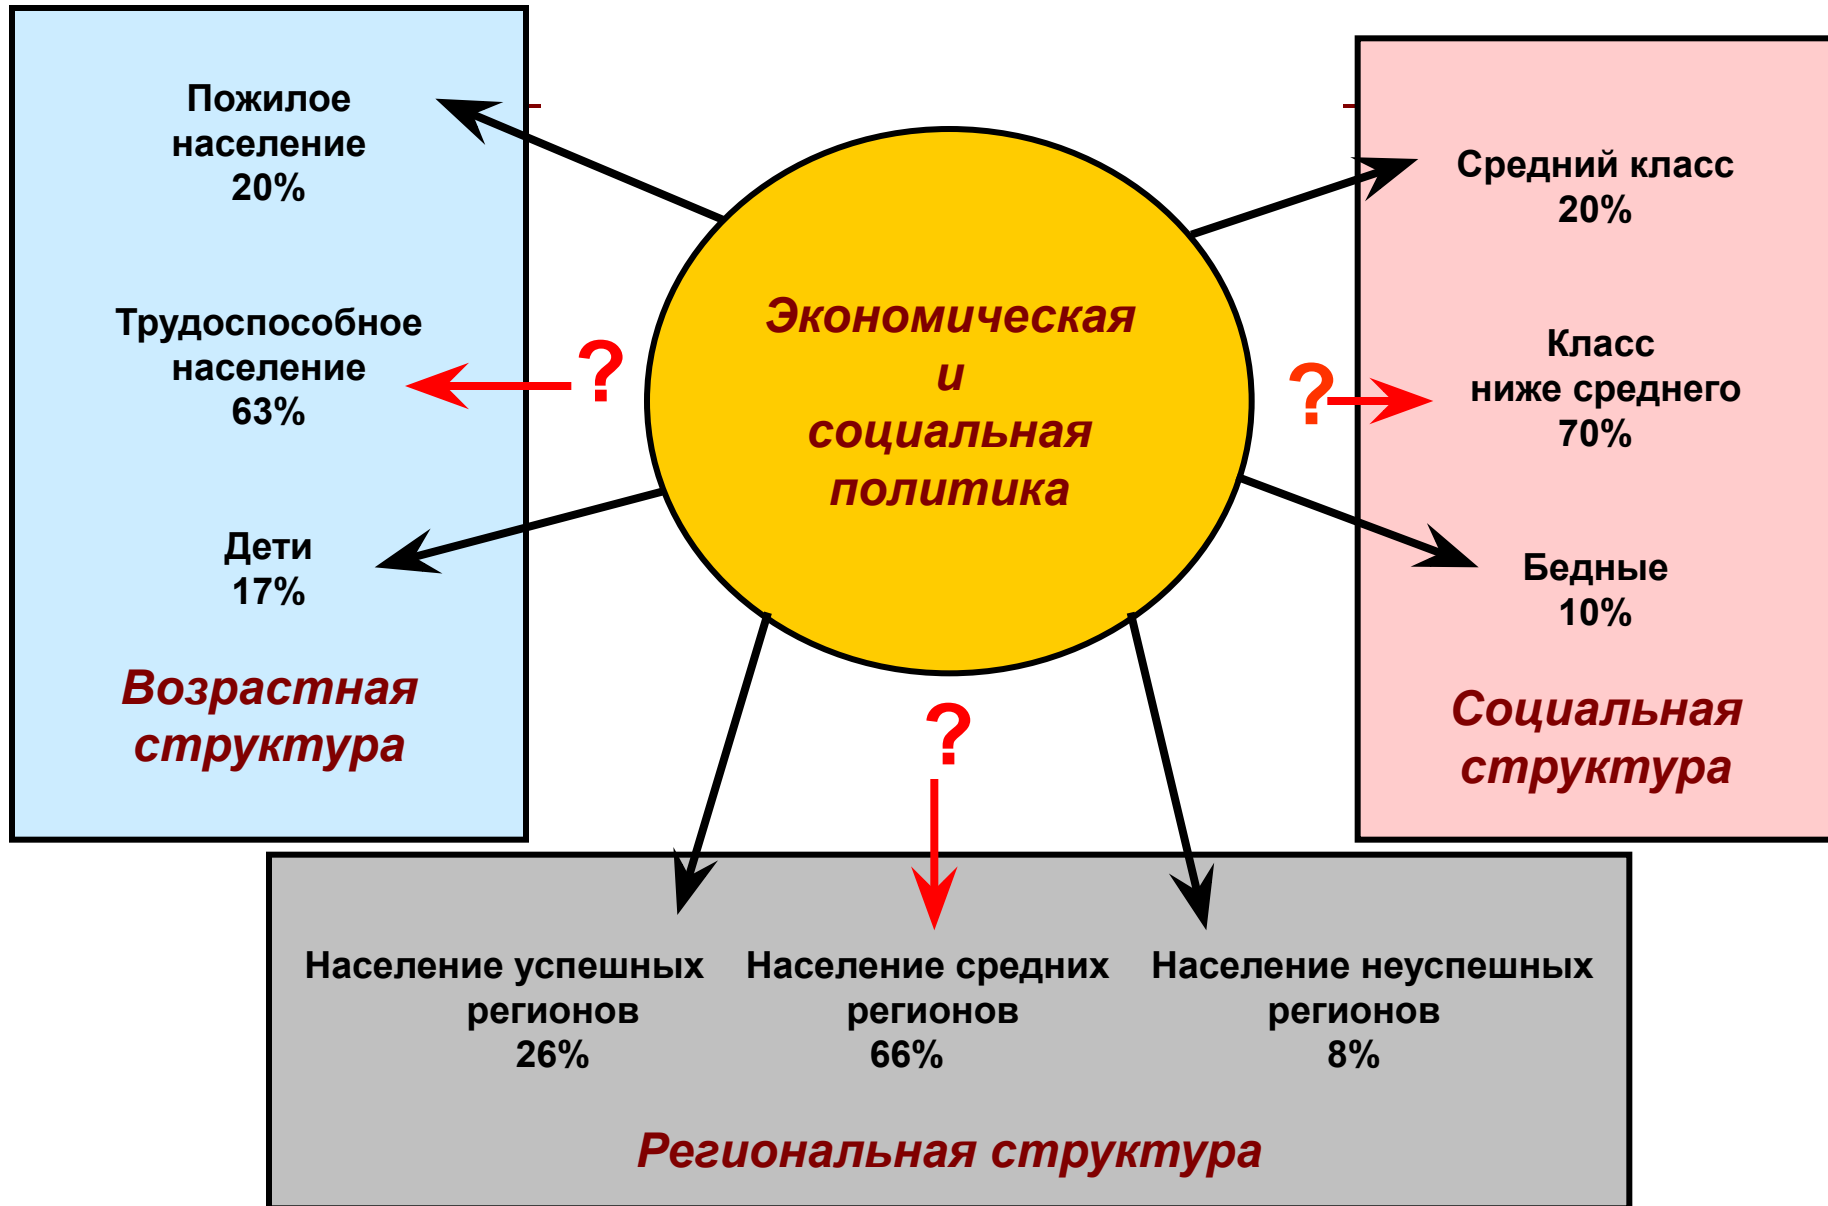 Пожилое
население
20%
Трудоспособное
население
63%
Дети
17%
Возрастная
структура
?
Экономическая
и
социальная
политика
?
?
Средний класс
20%
Класс
ниже среднего
70%
Бедные
10%
Социальная
структура
Население успешных
регионов
26%
Население средних
регионов
66%
Население неуспешных
регионов
8%
Региональная структура